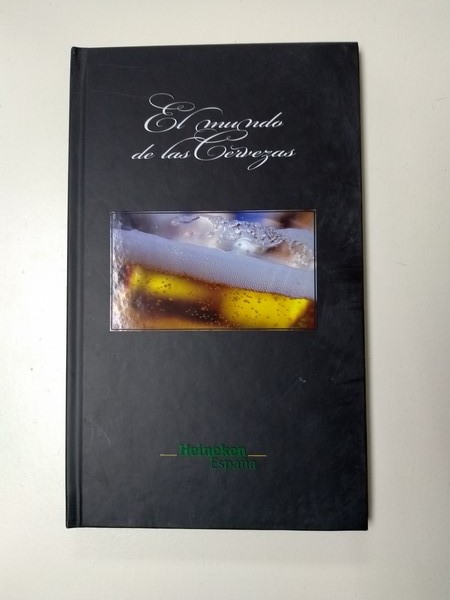 El mundo
de las Cervezas
Heineken
España